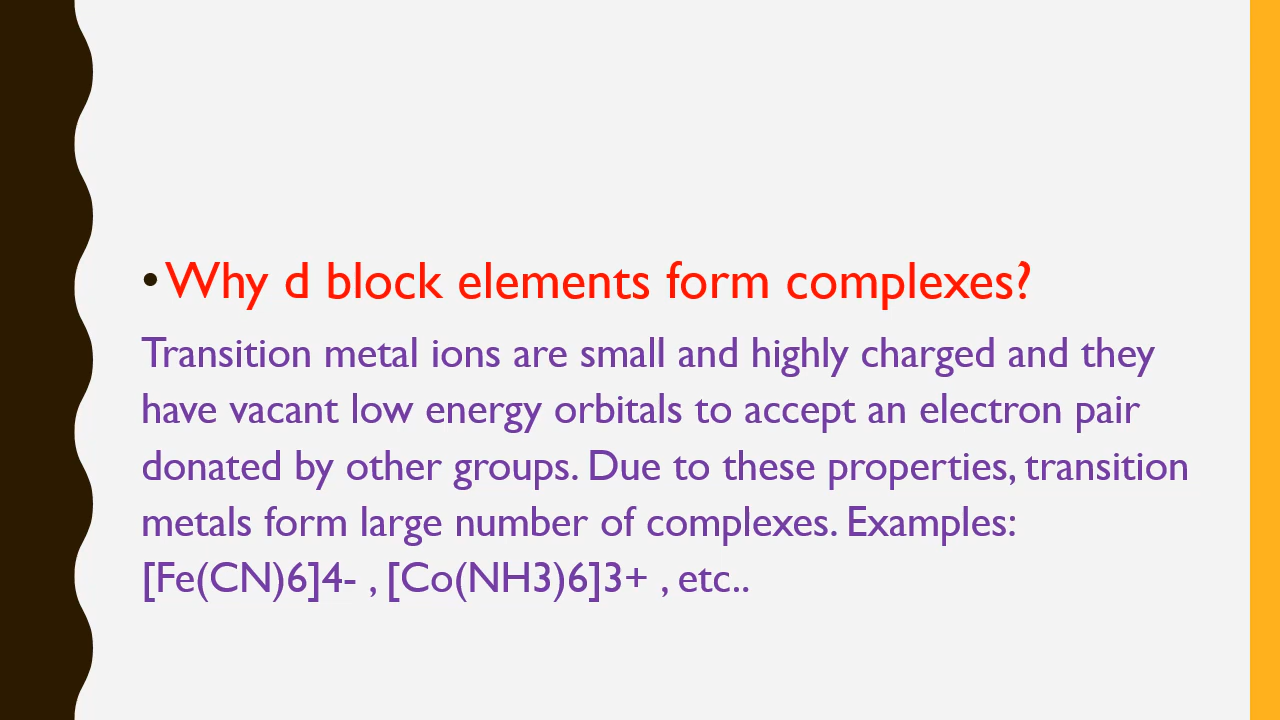 •Why d block elements form complexes?
Transition metal ions are small and highly charged and they
have vacant low energy orbitals to accept an electron pair
donated by other groups. Due to these properties, transition
metals form large number of complexes. Examples:
[Fe(CN)6]4- , [Co(NH3)6]3+ , etc..